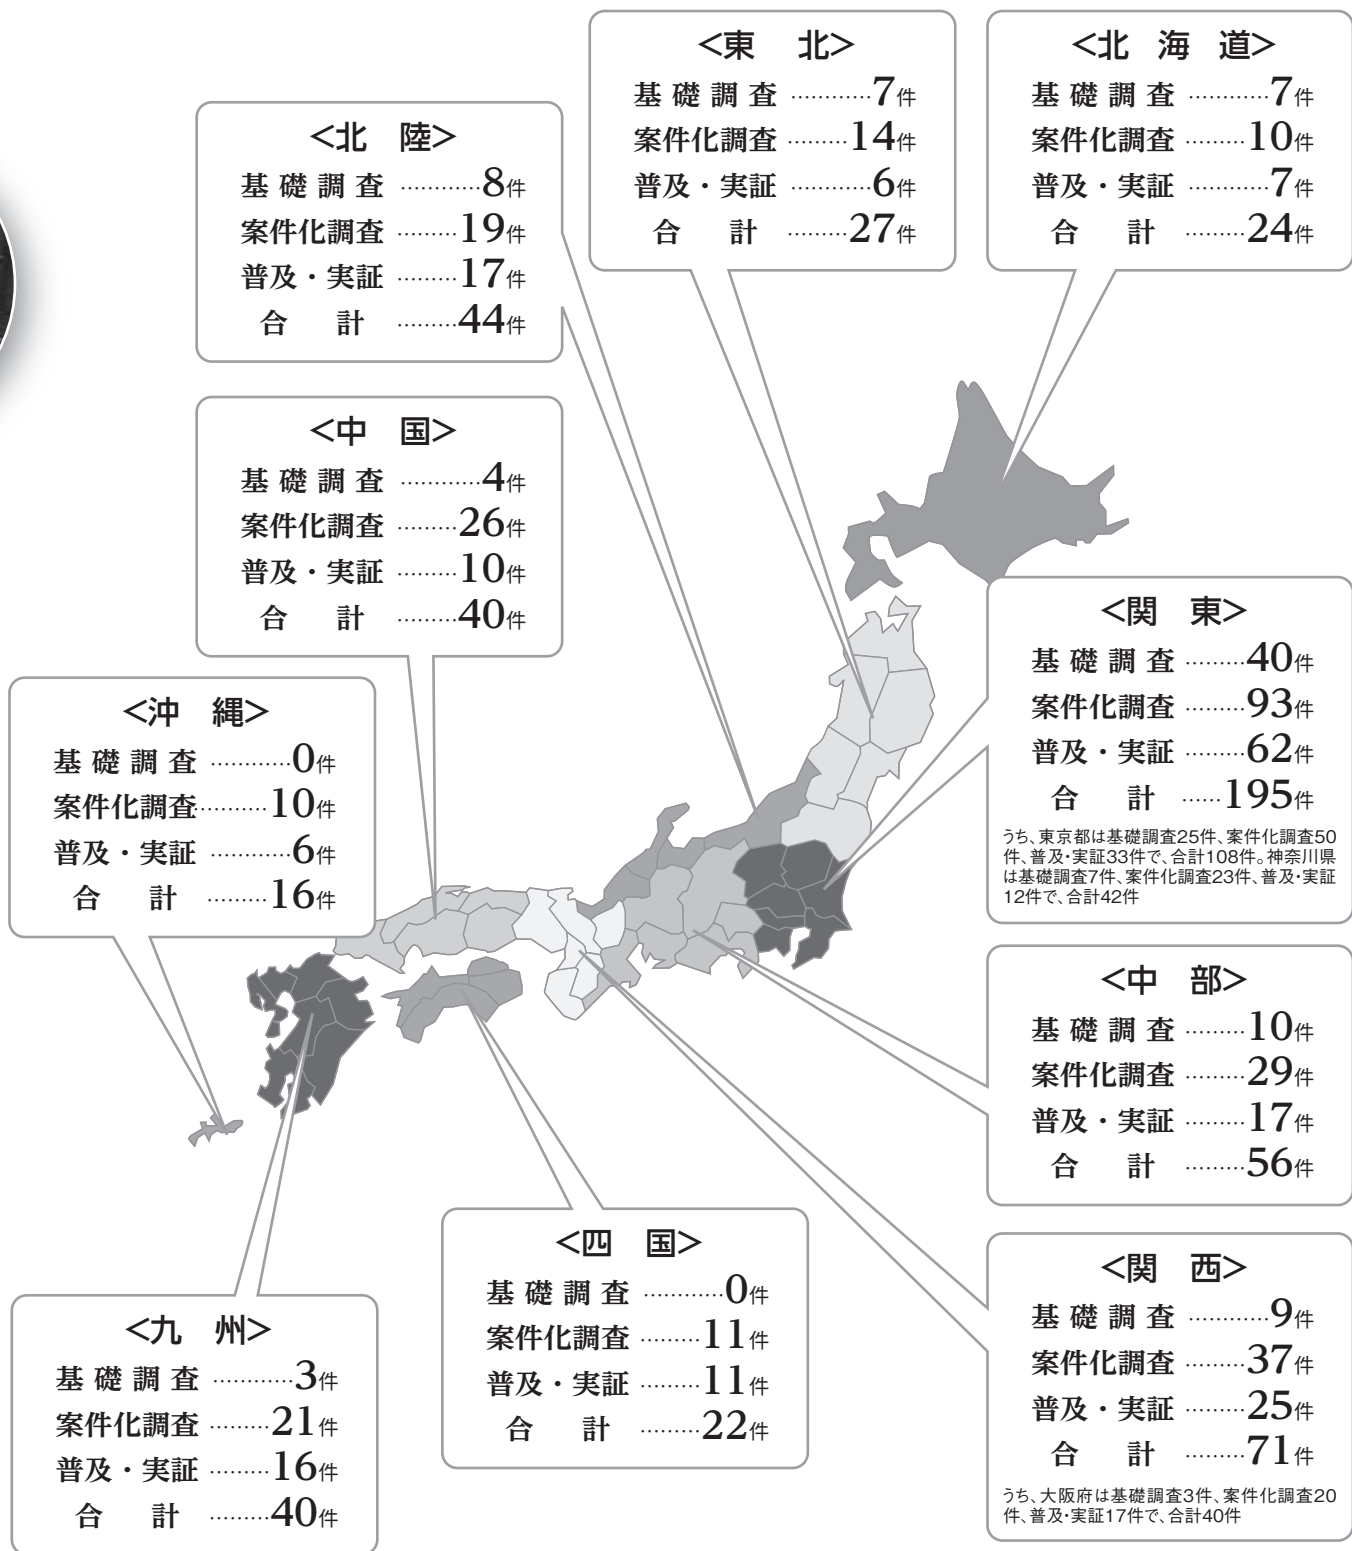 <東 北>
基 礎 調 査 …………7件
案件化調査 ………14件
普及・実証 …………6件
合 計 ………27件
<北 海 道>
基 礎 調 査 …………7件
案件化調査 ………10件
普及・実証 …………7件
合 計 ………24件
<北 陸>
基 礎 調 査 …………8件
案件化調査 ………19件
普及・実証 ………17件
合 計 ………44件
<中 国>
基 礎 調 査 …………4件
案件化調査 ………26件
普及・実証 ………10件
合 計 ………40件
<関 東>
基 礎 調 査 ………40件
案件化調査 ………93件
普及・実証 ………62件
合 計 ……195件
うち、東京都は基礎調査25件、案件化調査50
件、普及・実証33件で、合計108件。神奈川県
は基礎調査7件、案件化調査23件、普及・実証
12件で、合計42件
<沖 縄>
基 礎 調 査 …………0件
案件化調査………10件
普及・実証 …………6件
合 計 ………16件
<中 部>
基 礎 調 査 ………10件
案件化調査 ………29件
普及・実証 ………17件
合 計 ………56件
<四 国>
基 礎 調 査 …………0件
案件化調査 ………11件
普及・実証 ………11件
合 計 ………22件
<関 西>
基 礎 調 査 …………9件
案件化調査 ………37件
普及・実証 ………25件
合 計 ………71件
うち、大阪府は基礎調査3件、案件化調査20
件、普及・実証17件で、合計40件
<九 州>
基 礎 調 査 …………3件
案件化調査 ………21件
普及・実証 ………16件
合 計 ………40件